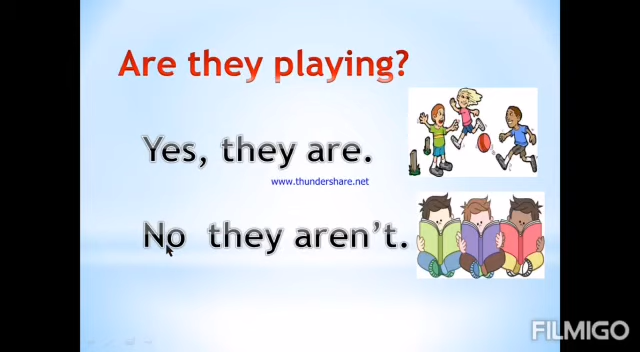 Are they playing?
Yes, they are.
www.thundershare.net
No they aren't.
FILMIGO